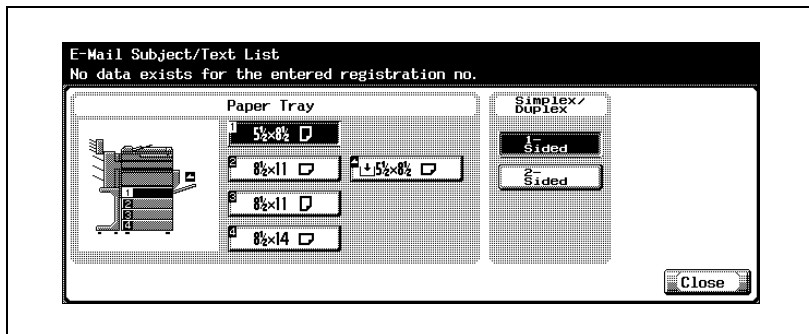 E-Mail Subject/Text List
No data exists for the entered registration no.
Paper Tray
Simplex/
Duplex
1 5½×8½
2 8½×11
5½×8½
3 8½×11
4 8½×14
1
2
3
4
1-
Sided
2-
Sided
Close